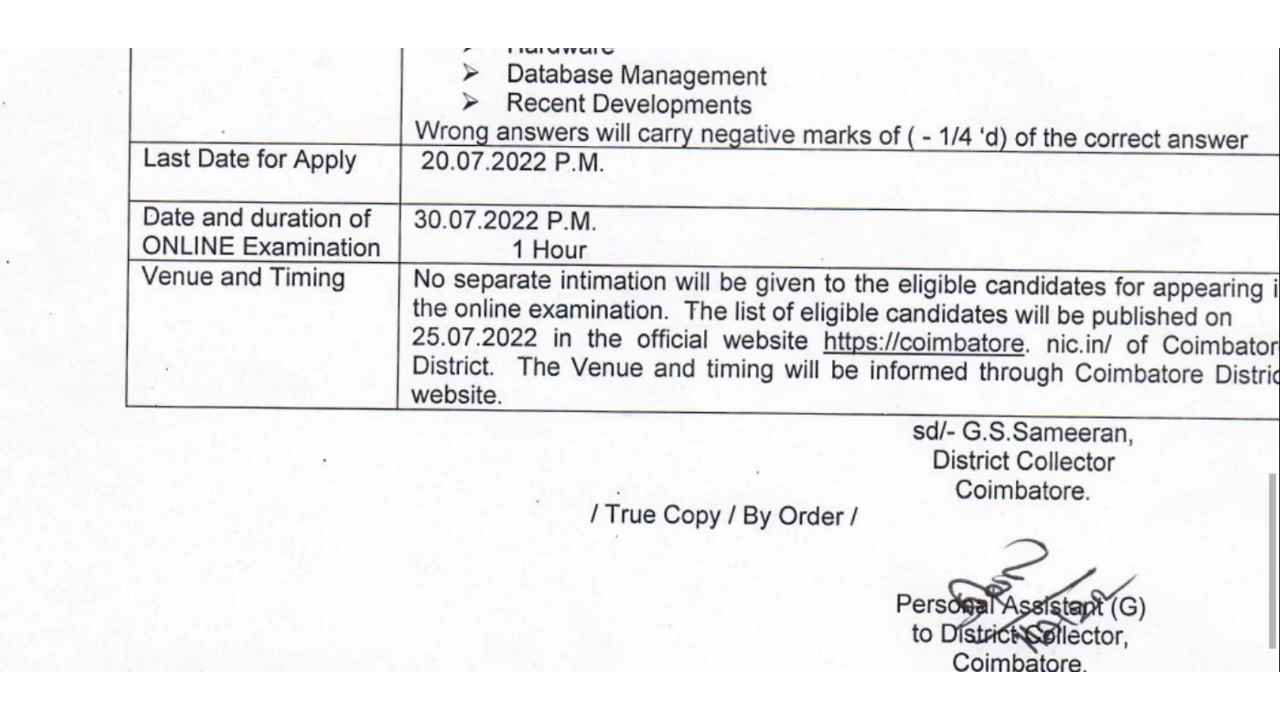 Hardware
➢ Database Management
➢ Recent Developments
Wrong answers will carry negative marks of ( - 1/4 'd) of the correct answer
Last Date for Apply 20.07.2022 P.M.
Date and duration of 30.07.2022 P.M.
ONLINE Examination 1 Hour
Venue and Timing No separate intimation will be given to the eligible candidates for appearing i
the online examination. The list of eligible candidates will be published on
25.07.2022 in the official website https://coimbatore. nic.in/ of Coimbator
District. The Venue and timing will be informed through Coimbatore Distric
website.
sd/- G.S.Sameeran,
District Collector
Coimbatore.
/ True Copy / By Order /
Personal Assistant (G)
to District Collector,
Coimbatore.